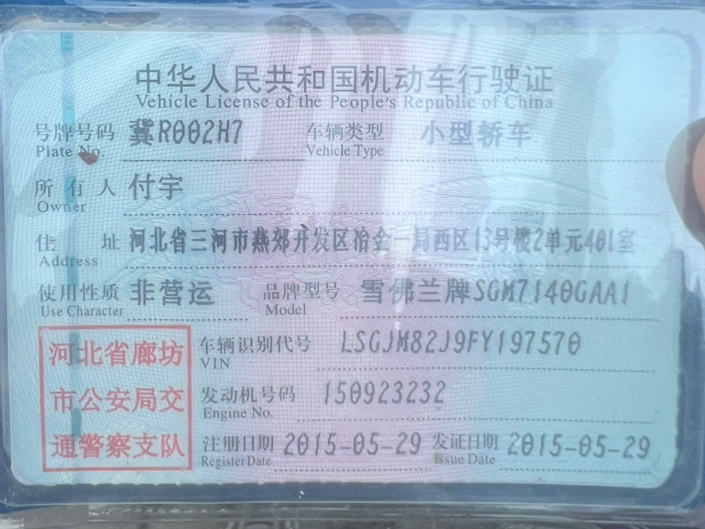 中华人民共和国机动车行驶证
Vehicle License of the People's Republic of China
号牌号码 冀R002H7 车辆类型 小型轿车
Plate No. Vehicle Type
所有人 付宇
Owner
住址 河北省三河市燕郊开发区冶金一局西区13号楼2单元401室
Address
使用性质 非营运 品牌型号 雪佛兰牌SGM7140GAA1
Use Character Model
河北省廊坊
市公安局交
通警察支队
车辆识别代号 LSGJM82J9FY197570
VIN
发动机号码 150923232
Engine No.
注册日期 2015-05-29 发证日期 2015-05-29
Register Date Issue Date